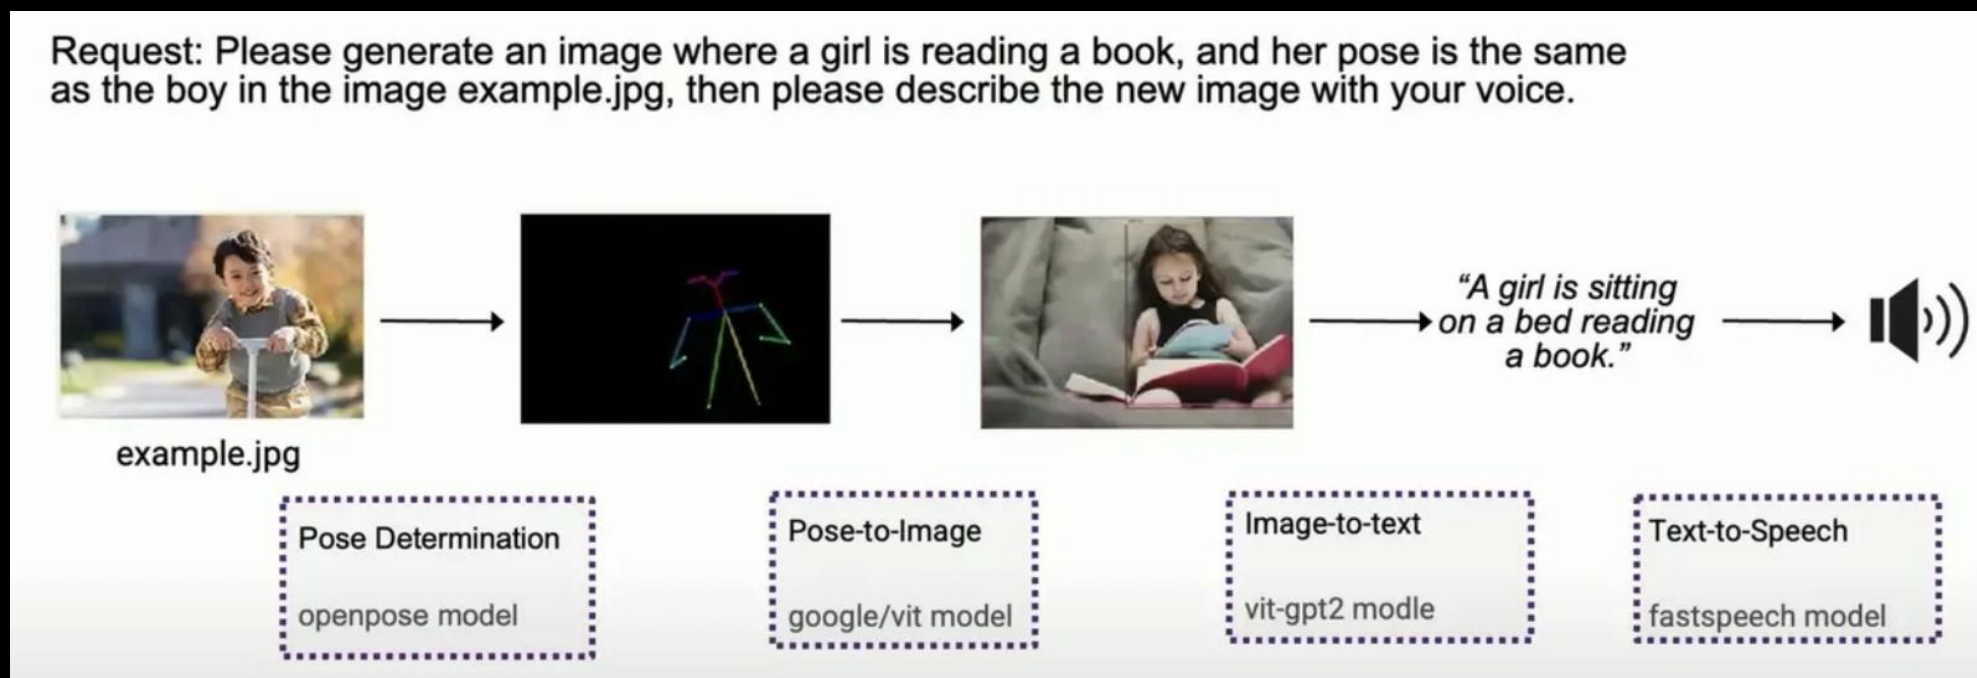 Request: Please generate an image where a girl is reading a book, and her pose is the same
as the boy in the image example.jpg, then please describe the new image with your voice.
“A girl is sitting
on a bed reading
a book.”
example.jpg
Pose Determination
openpose model
Pose-to-Image
google/vit model
Image-to-text
vit-gpt2 modle
Text-to-Speech
fastspeech model